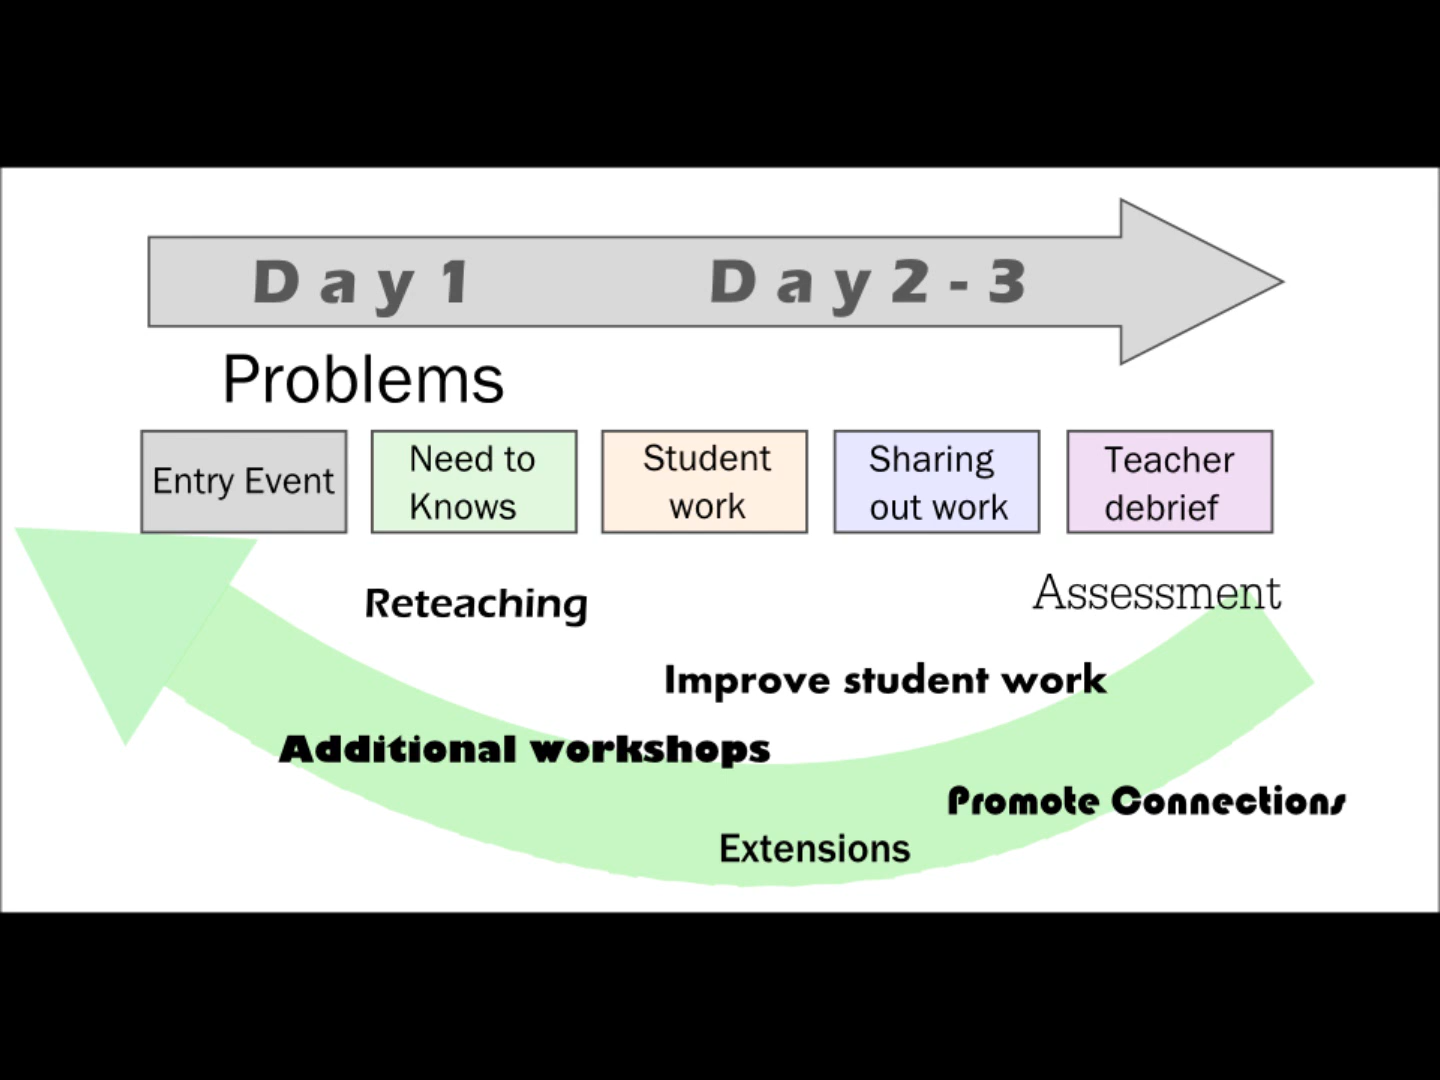 Day 1 Day 2-3
Problems
Entry Event
Need to
Knows
Student
work
Sharing
out work
Teacher
debrief
Assessment
Reteaching
Improve student work
Additional workshops
Promote Connections
Extensions